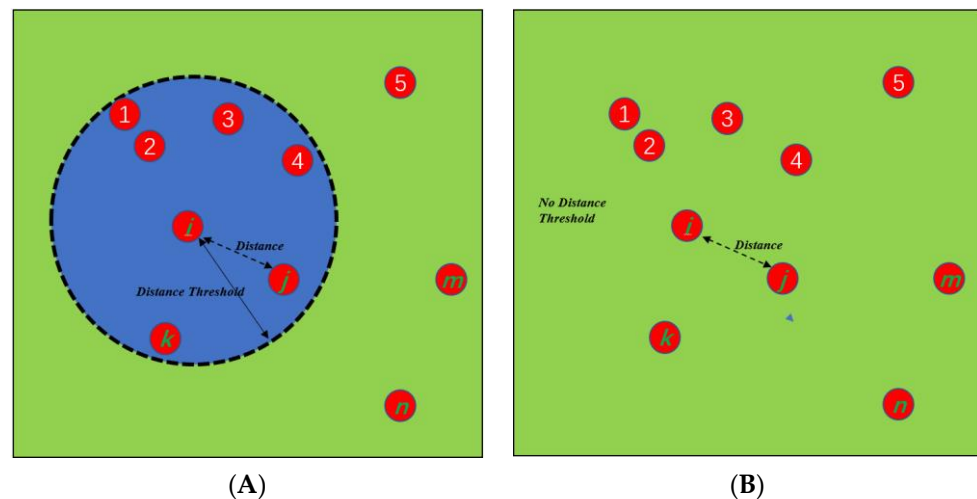 5
1
3
2
4
i
Distance
j
m
Distance Threshold
k
n
(A)
5
1
3
2
4
No Distance
Threshold
i
Distance
j
m
k
n
(B)